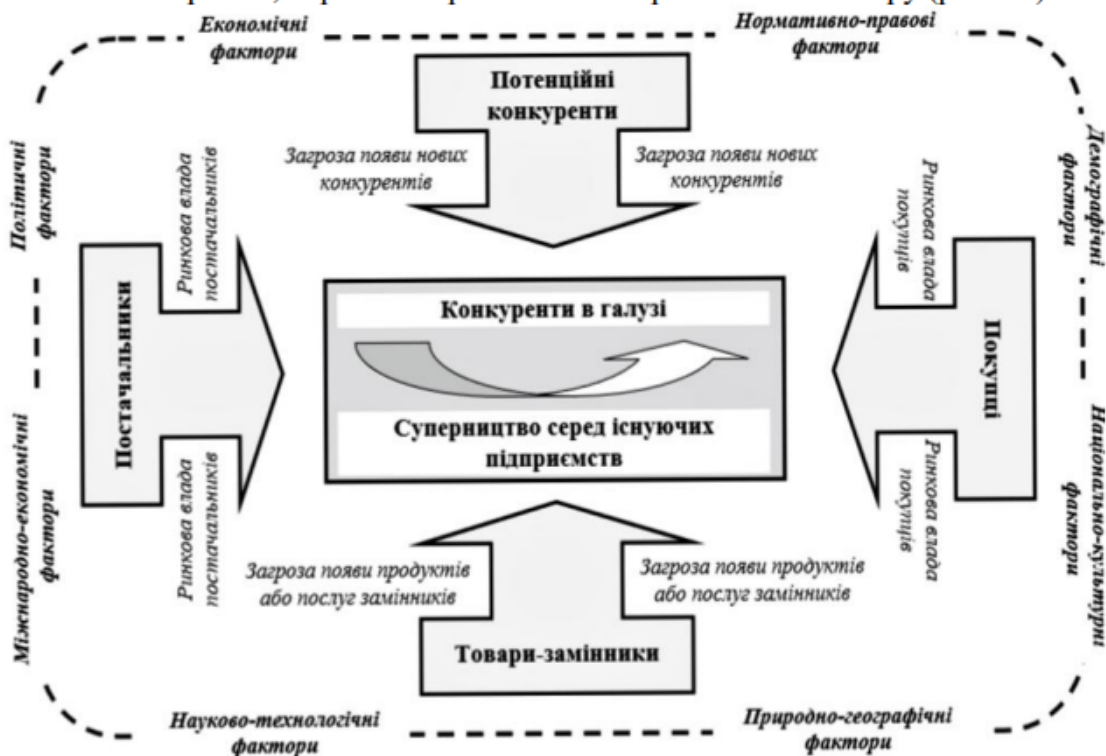 Економічні
фактори
Нормативно-правові
фактори
Потенційні
конкуренти
Загроза появи нових
конкурентів
Загроза появи нових
конкурентів
Політичні
фактори
Ринкова влада
постачальників
Ринкова влада
покупців
Демографічні
фактори
Постачальники
Конкуренти в галузі
Суперництво серед існуючих
підприємств
Покупці
Міжнародно-економічні
фактори
Ринкова влада
постачальників
Ринкова влада
покупців
Національно-культурні
фактори
Загроза появи продуктів
або послуг замінників
Загроза появи продуктів
або послуг замінників
Товари-замінники
Науково-технологічні
фактори
Природно-географічні
фактори